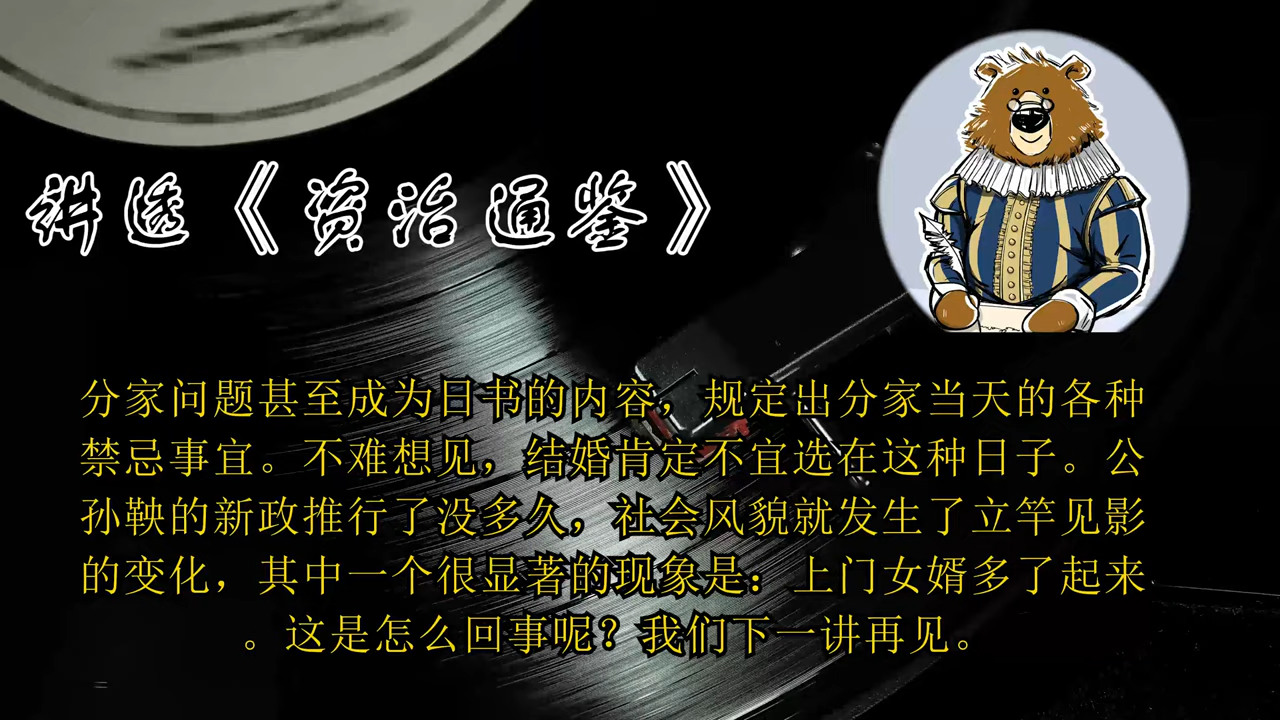 讲透《资治通鉴》
分家问题甚至成为日书的内容，规定出分家当天的各种
禁忌事宜。不难想见，结婚肯定不宜选在这种日子。公
孙鞅的新政推行了没多久，社会风貌就发生了立竿见影
的变化，其中一个很显著的现象是：上门女婿多了起来
。这是怎么回事呢？我们下一讲再见。